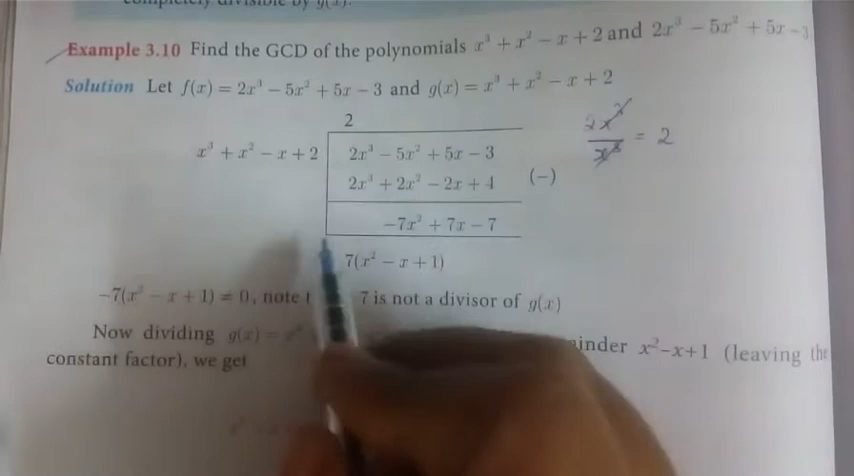 completely divisible by g(x).
Example 3.10 Find the GCD of the polynomials x³ + x² − x + 2 and 2x³ − 5x² + 5x − 3
Solution Let f(x) = 2x³ − 5x² + 5x − 3 and g(x) = x³ + x² − x + 2
2
x³ + x² − x + 2 2x³ − 5x² + 5x − 3
2x³ + 2x² − 2x + 4 (−)
−7x² + 7x − 7
7(x² − x + 1)
2x³/x³ = 2
−7(x² − x + 1) ≠ 0, note 7 is not a divisor of g(x)
Now dividing g(x) = x² − x + 1 (leaving the
constant factor), we get